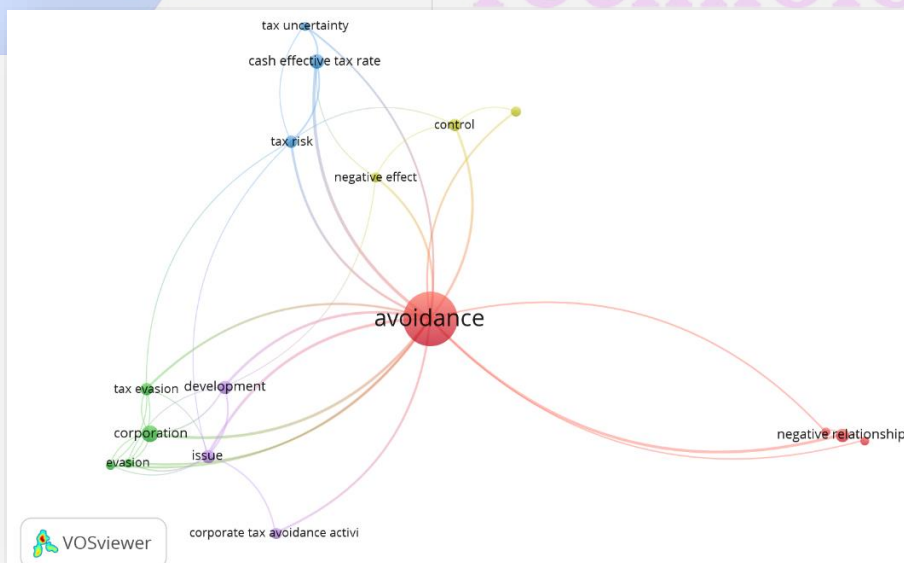 tax uncertainty
cash effective tax rate
control
tax risk
negative effect
avoidance
tax evasion
development
corporation
negative relationship
evasion
issue
corporate tax avoidance activi
VOSviewer